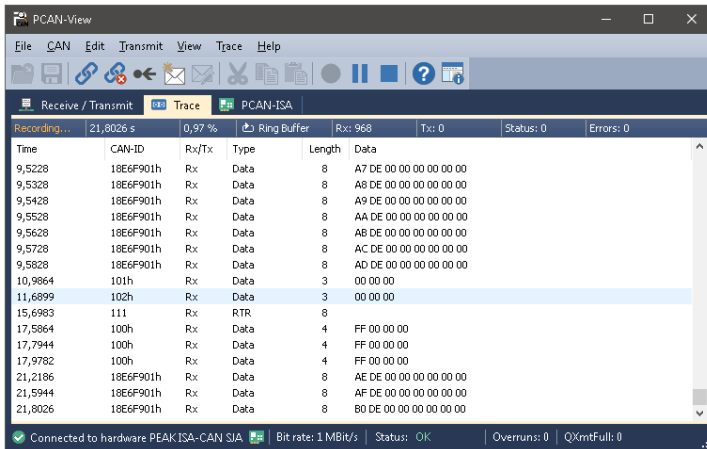 PCAN-View
File CAN Edit Transmit View Trace Help
Receive / Transmit Trace PCAN-ISA
Recording... 21,8026 s 0,97 % Ring Buffer Rx: 968 Tx: 0 Status: 0 Errors: 0
Time CAN-ID Rx/Tx Type Length Data
9,5228 18E6F901h Rx Data 8 A7 DE 00 00 00 00 00 00
9,5328 18E6F901h Rx Data 8 A8 DE 00 00 00 00 00 00
9,5428 18E6F901h Rx Data 8 A9 DE 00 00 00 00 00 00
9,5528 18E6F901h Rx Data 8 AA DE 00 00 00 00 00 00
9,5628 18E6F901h Rx Data 8 AB DE 00 00 00 00 00 00
9,5728 18E6F901h Rx Data 8 AC DE 00 00 00 00 00 00
9,5828 18E6F901h Rx Data 8 AD DE 00 00 00 00 00 00
10,9864 101h Rx Data 3 00 00 00
11,6899 102h Rx Data 3 00 00 00
15,6983 111 Rx RTR 8
17,5864 100h Rx Data 4 FF 00 00 00
17,7944 100h Rx Data 4 FF 00 00 00
17,9782 100h Rx Data 4 FF 00 00 00
21,2186 18E6F901h Rx Data 8 AE DE 00 00 00 00 00 00
21,5944 18E6F901h Rx Data 8 AF DE 00 00 00 00 00 00
21,8026 18E6F901h Rx Data 8 B0 DE 00 00 00 00 00 00
Connected to hardware PEAK ISA-CAN SJA Bit rate: 1 MBit/s Status: OK Overruns: 0 QXmtFull: 0